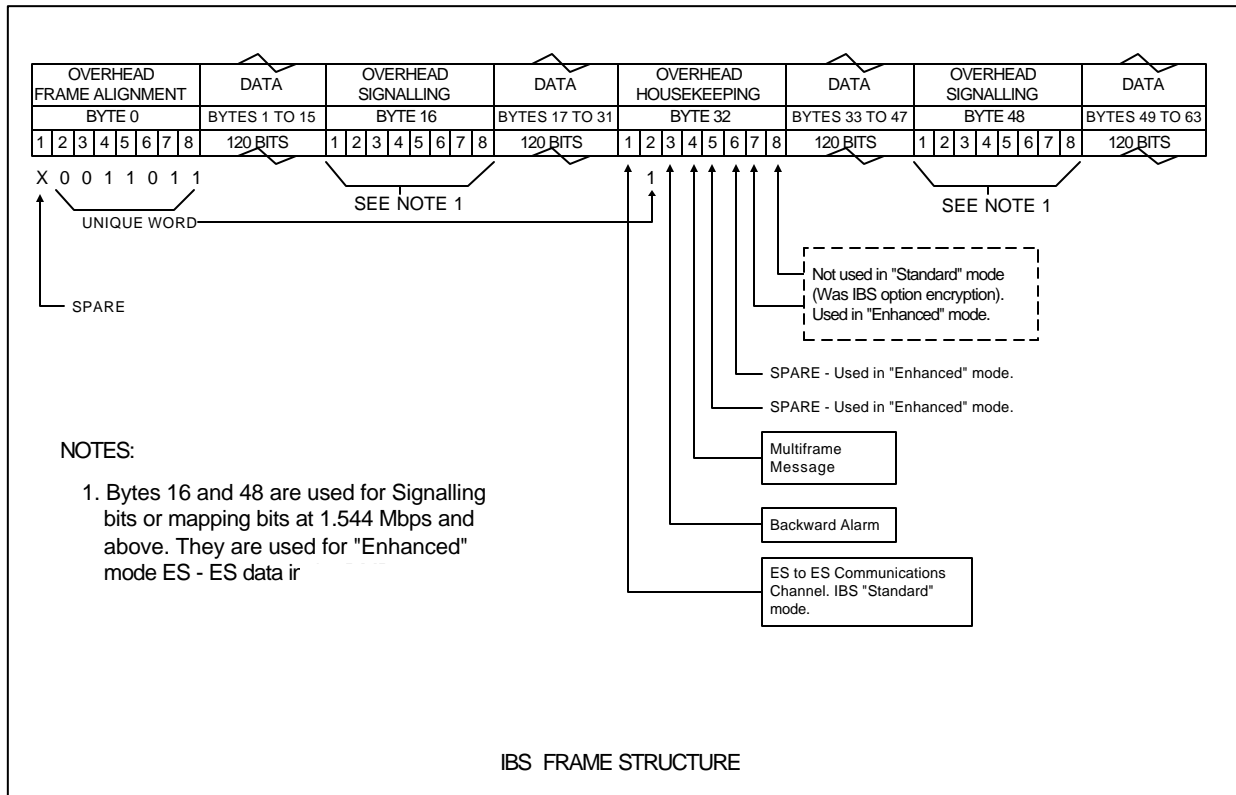 OVERHEAD
FRAME ALIGNMENT
DATA
OVERHEAD
SIGNALLING
DATA
OVERHEAD
HOUSEKEEPING
DATA
OVERHEAD
SIGNALLING
DATA
BYTE 0
BYTES 1 TO 15
BYTE 16
BYTES 17 TO 31
BYTE 32
BYTES 33 TO 47
BYTE 48
BYTES 49 TO 63
1 2 3 4 5 6 7 8
120 BITS
1 2 3 4 5 6 7 8
120 BITS
1 2 3 4 5 6 7 8
120 BITS
1 2 3 4 5 6 7 8
120 BITS
X 0 0 1 1 0 1 1
1
SEE NOTE 1
SEE NOTE 1
UNIQUE WORD
SPARE
Not used in "Standard" mode
(Was IBS option encryption).
Used in "Enhanced" mode.
SPARE - Used in "Enhanced" mode.
SPARE - Used in "Enhanced" mode.
Multiframe
Message
Backward Alarm
ES to ES Communications
Channel. IBS "Standard"
mode.
NOTES:
1. Bytes 16 and 48 are used for Signalling
bits or mapping bits at 1.544 Mbps and
above. They are used for "Enhanced"
mode ES - ES data
IBS FRAME STRUCTURE